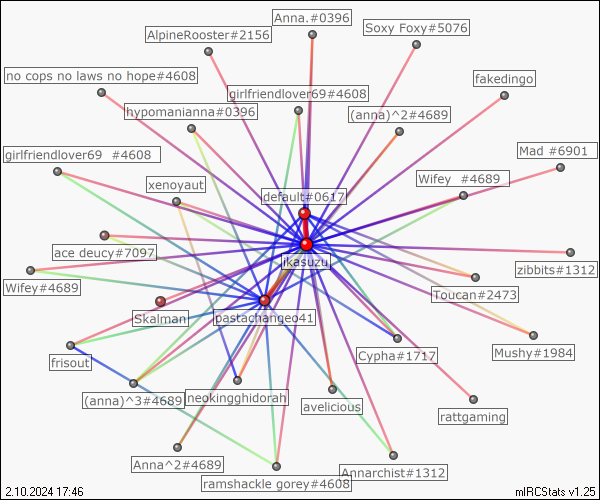 Anna.#0396
Soxy Foxy#5076
AlpineRooster#2156
no cops no laws no hope#4608
fakedingo
girlfriendlover69#4608
hypomanianna#0396
(anna)^2#4689
Mad #6901
girlfriendlover69 #4608
Wifey #4689
xenoyaut
default#0617
ace deucy#7097
jkasuzu
zibbits#1312
Wifey#4689
Toucan#2473
Skalman
pastachangeo41
Mushy#1984
Cypha#1717
frisout
(anna)^3#4689
neokingghidorah
avelicious
rattgaming
Anna^2#4689
Annarchist#1312
ramshackle gorey#4608
2.10.2024 17:46
mIRCStats v1.25